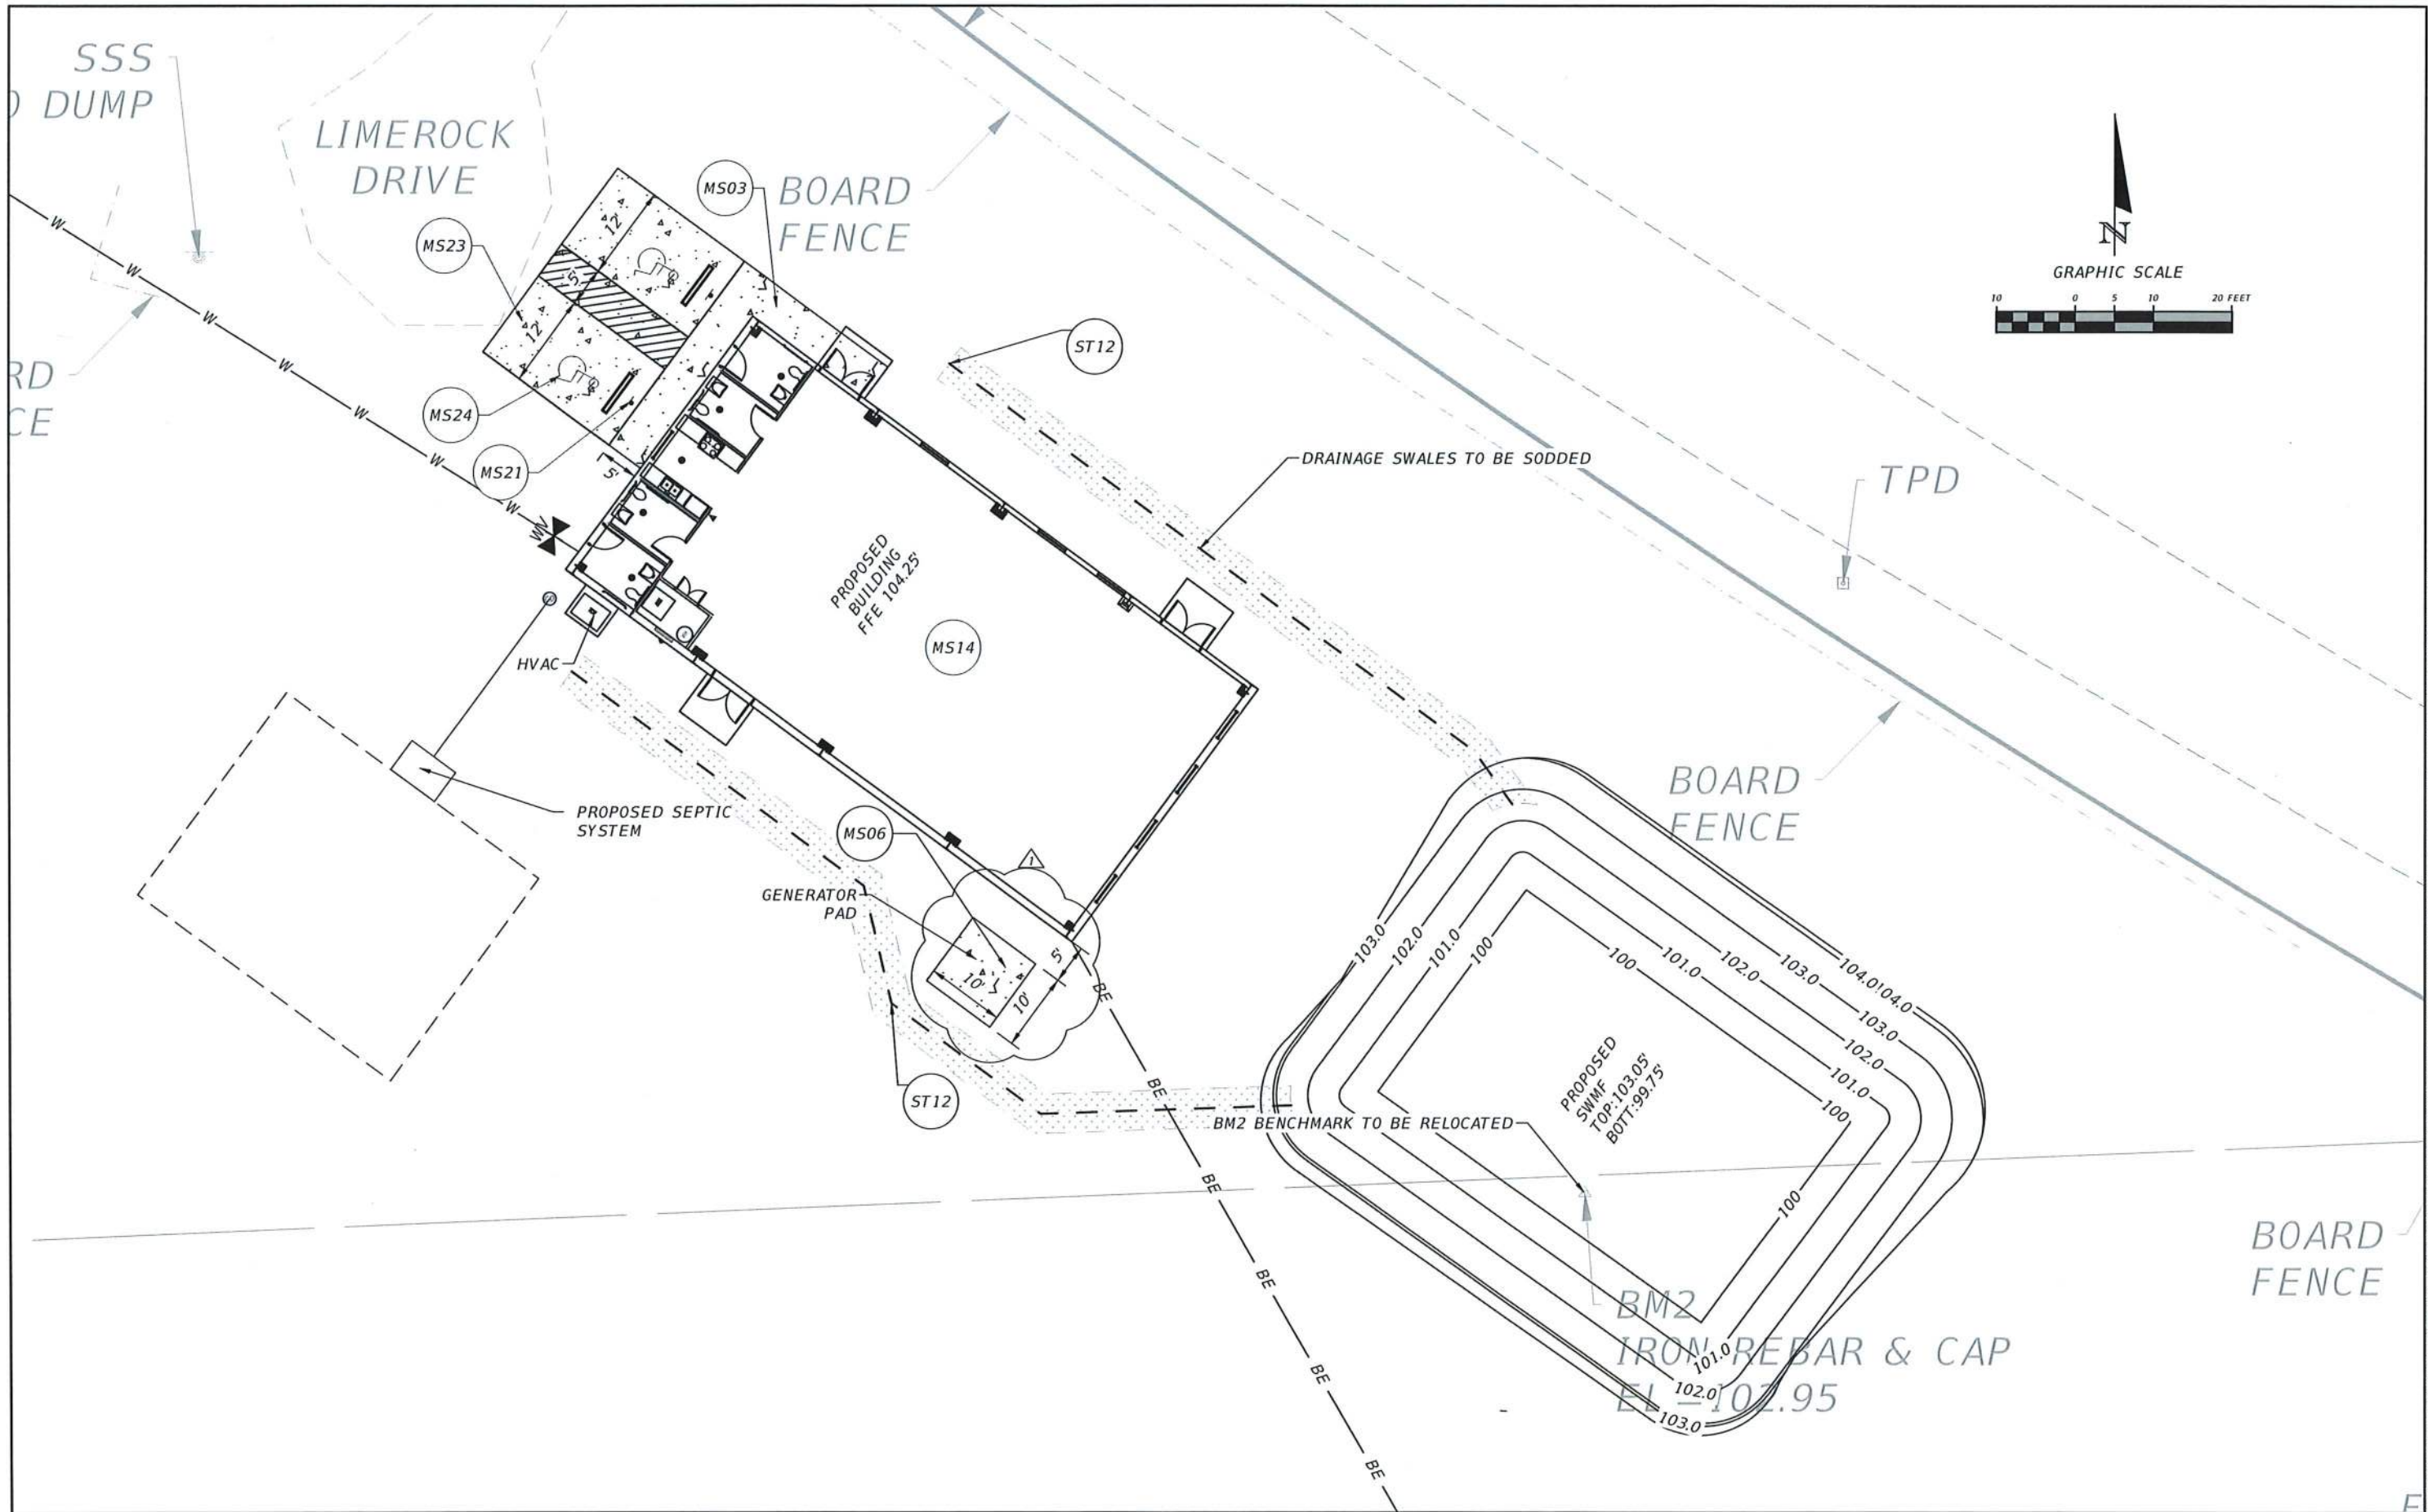 SSS
DUMP
LIMEROCK
DRIVE
MS03
BOARD
FENCE
MS23
12'
5'
12'
MS24
MS21
5'
W
W
W
W
W
W
W
WV
N
GRAPHIC SCALE
10 0 5 10 20 FEET
ST12
DRAINAGE SWALES TO BE SODDED
TPD
RD
CE
PROPOSED
BUILDING
FFE 104.25'
MS14
HVAC
PROPOSED SEPTIC
SYSTEM
MS06
1
GENERATOR
PAD
10'
10'
5'
ST12
BE
BE
BE
BE
BE
BE
BOARD
FENCE
103.0
102.0
101.0
100
100
101.0
102.0
103.0
104.0
104.0
103.0
102.0
101.0
100
100
PROPOSED
SWMF
TOP:103.05'
BOTT:99.75'
BM2 BENCHMARK TO BE RELOCATED
BM2
IRON REBAR & CAP
EL=102.95
101.0
102.0
103.0
BOARD
FENCE